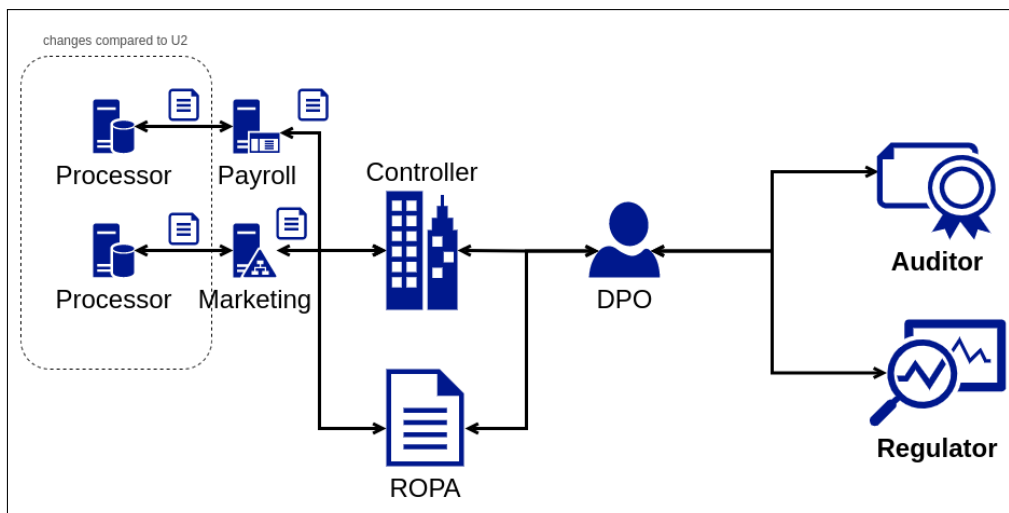 changes compared to U2
Processor
Payroll
Controller
Processor
Marketing
DPO
Auditor
ROPA
Regulator